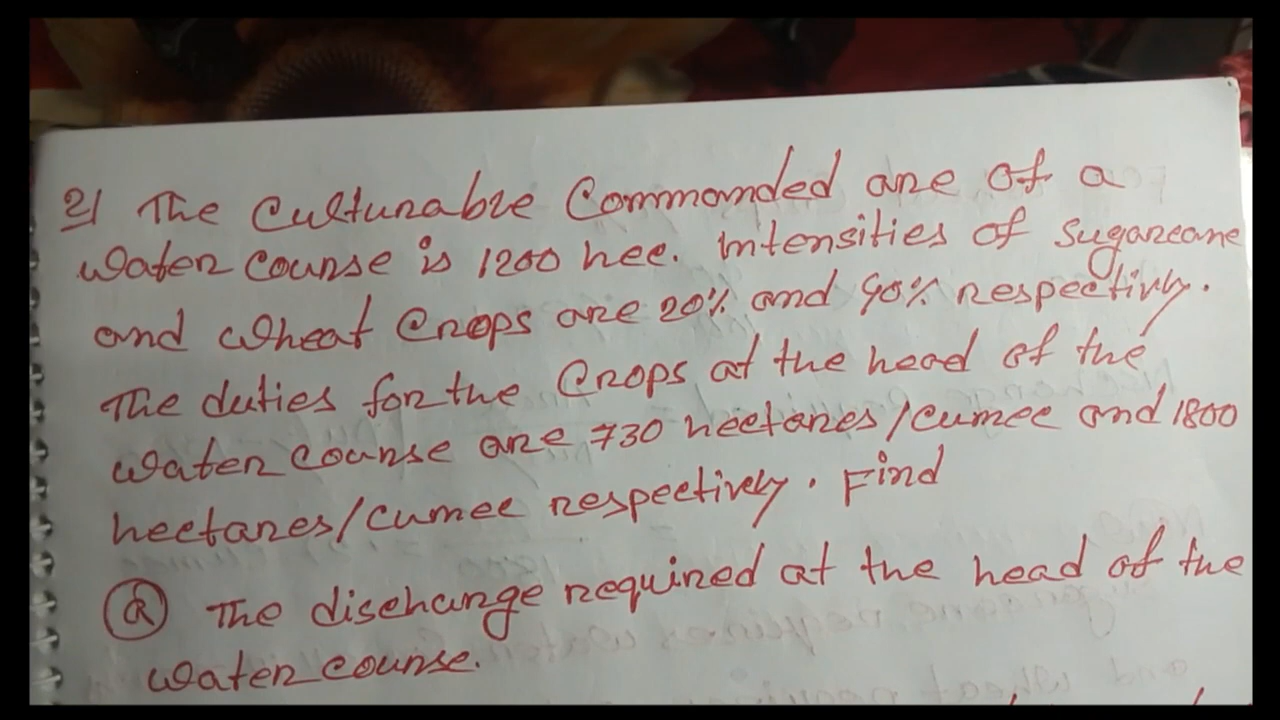 2) The Culturable Commanded are of a
water course is 1200 hec. Intensities of Sugarcane
and Wheat Crops are 20% and 40% respectivly.
The duties for the Crops at the head of the
water course are 730 hectares/cumec and 1800
hectares/cumec respectively. Find
(a) The discharge required at the head of the
water course.